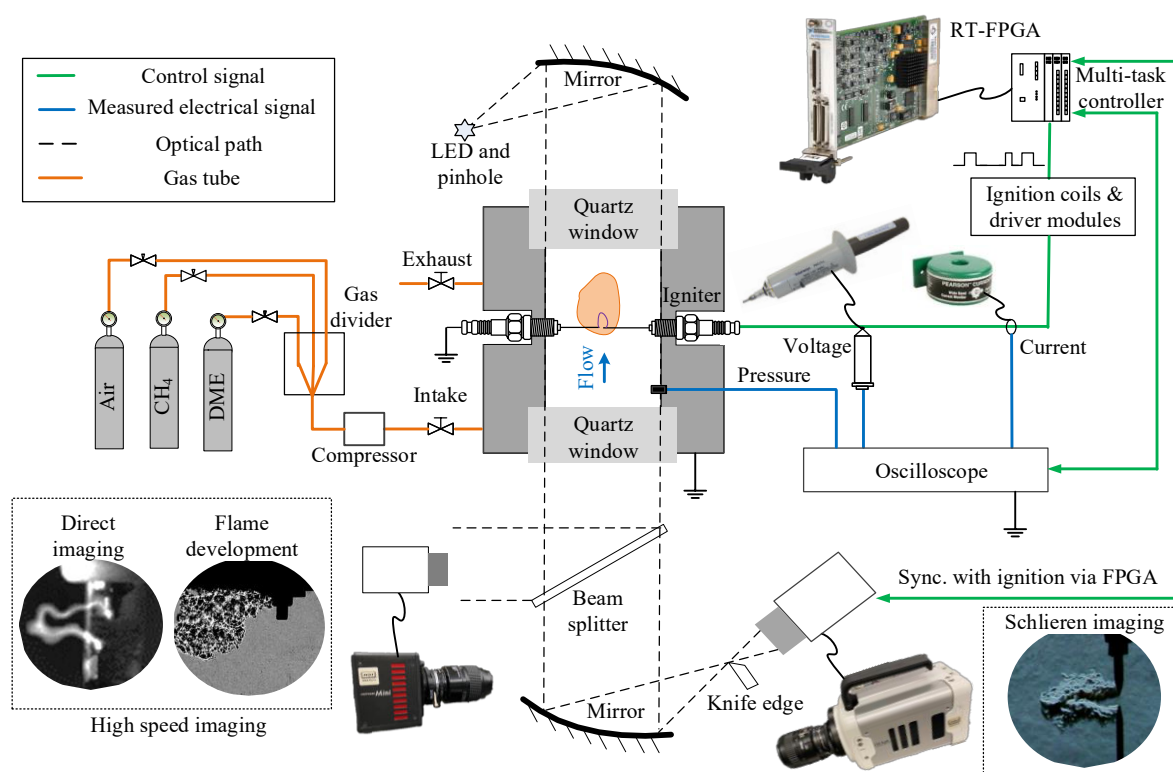 Control signal
Measured electrical signal
Optical path
Gas tube
Mirror
LED and
pinhole
RT-FPGA
Multi-task
controller
Ignition coils &
driver modules
Quartz
window
Exhaust
Gas
divider
Igniter
PEARSON
Voltage
Current
Flow
Pressure
Air
CH₄
DME
Intake
Compressor
Quartz
window
Oscilloscope
Direct
imaging
Flame
development
High speed imaging
Beam
splitter
Mini
Mirror
Knife edge
Sync. with ignition via FPGA
Schlieren imaging